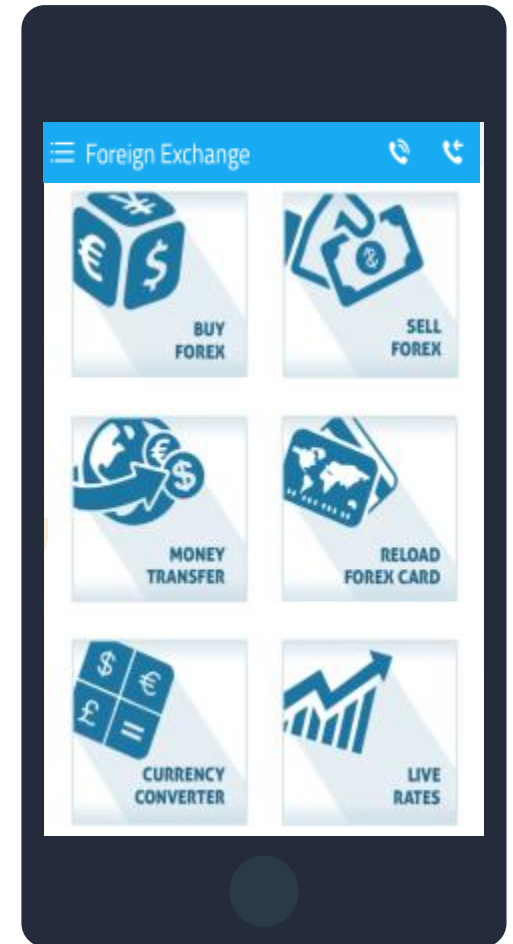 Foreign Exchange
BUY
FOREX
SELL
FOREX
MONEY
TRANSFER
RELOAD
FOREX CARD
CURRENCY
CONVERTER
LIVE
RATES